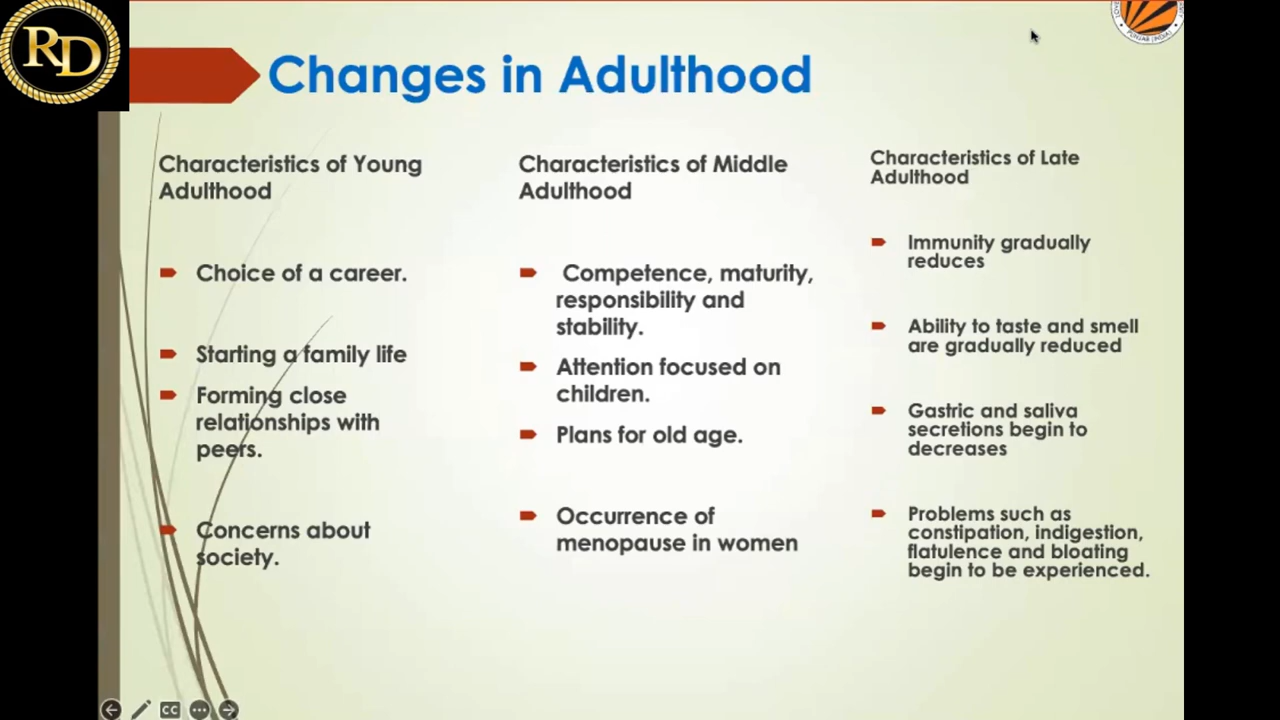 RD
Changes in Adulthood
PUNJAB (INDIA)
Characteristics of Young
Adulthood
Choice of a career.
Starting a family life
Forming close
relationships with
peers.
Concerns about
society.
Characteristics of Middle
Adulthood
Competence, maturity,
responsibility and
stability.
Attention focused on
children.
Plans for old age.
Occurrence of
menopause in women
Characteristics of Late
Adulthood
Immunity gradually
reduces
Ability to taste and smell
are gradually reduced
Gastric and saliva
secretions begin to
decreases
Problems such as
constipation, indigestion,
flatulence and bloating
begin to be experienced.
CC